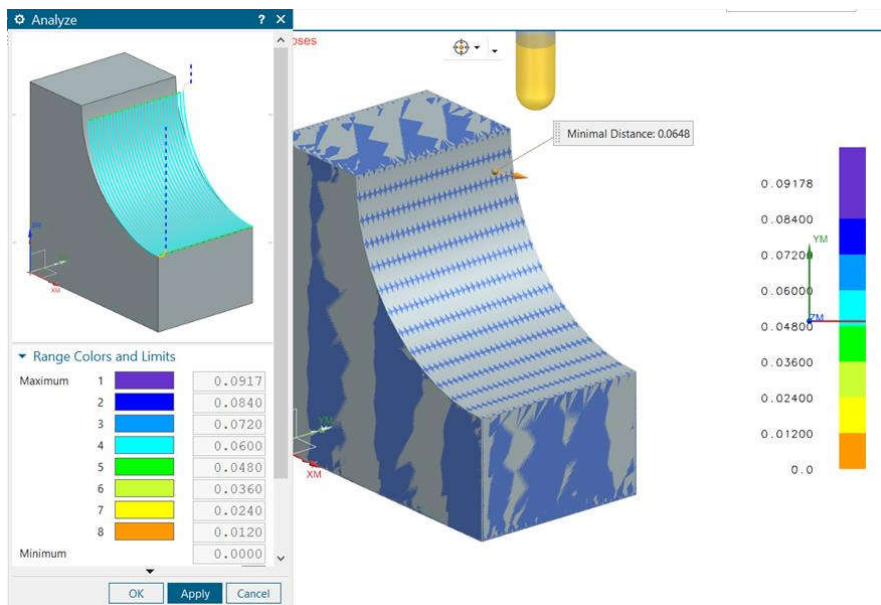 Analyze
? ×
oses
Minimal Distance: 0.0648
ZM
YM
XM
XM
YM
XM
▼ Range Colors and Limits
Maximum 1 0.0917
2 0.0840
3 0.0720
4 0.0600
5 0.0480
6 0.0360
7 0.0240
8 0.0120
Minimum 0.0000
OK Apply Cancel
0.09178
0.08400
0.07200
0.06000
0.04800
0.03600
0.02400
0.01200
0.0
YM
ZM